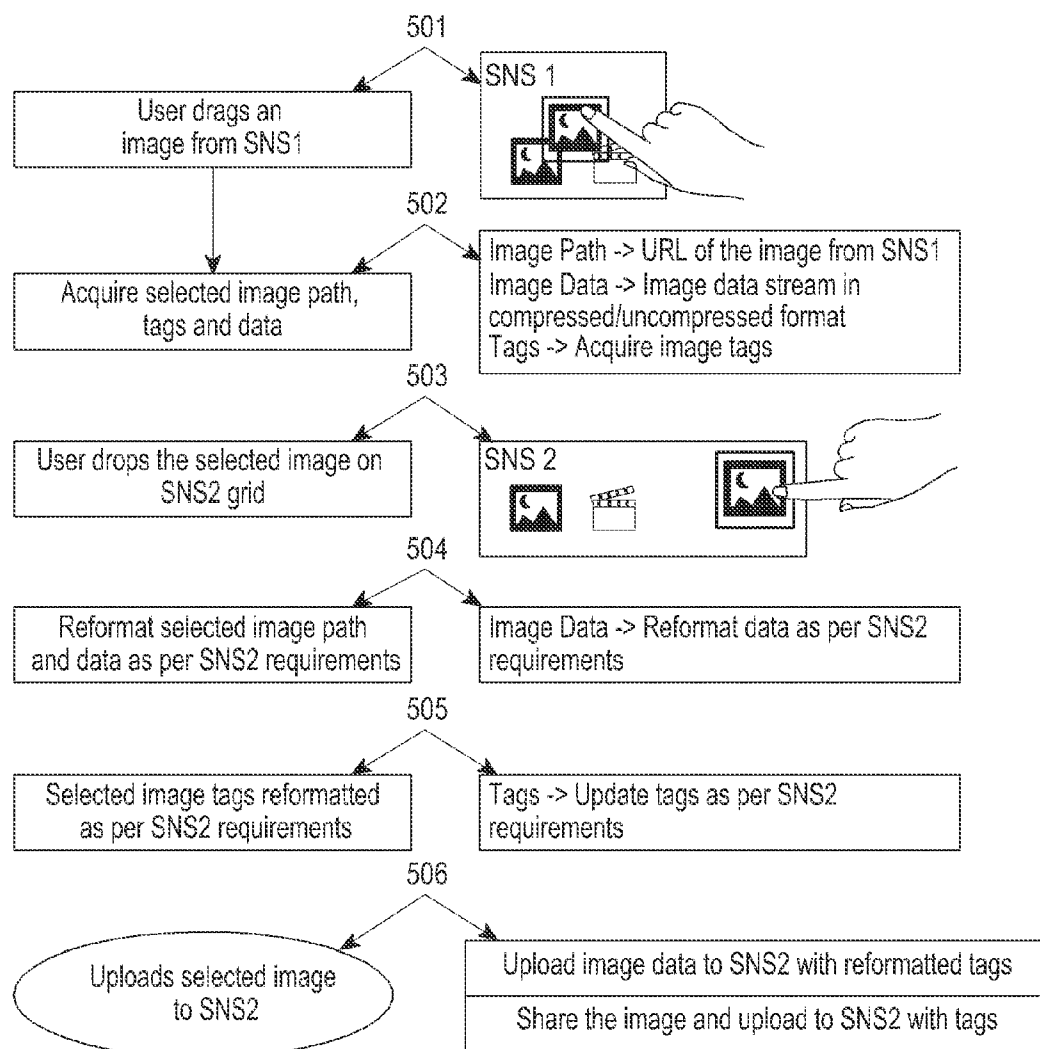 501
User drags an
image from SNS1
SNS 1
502
Acquire selected image path,
tags and data
Image Path -> URL of the image from SNS1
Image Data -> Image data stream in
compressed/uncompressed format
Tags -> Acquire image tags
503
User drops the selected image on
SNS2 grid
SNS 2
504
Reformat selected image path
and data as per SNS2 requirements
Image Data -> Reformat data as per SNS2
requirements
505
Selected image tags reformatted
as per SNS2 requirements
Tags -> Update tags as per SNS2
requirements
506
Uploads selected image
to SNS2
Upload image data to SNS2 with reformatted tags
Share the image and upload to SNS2 with tags